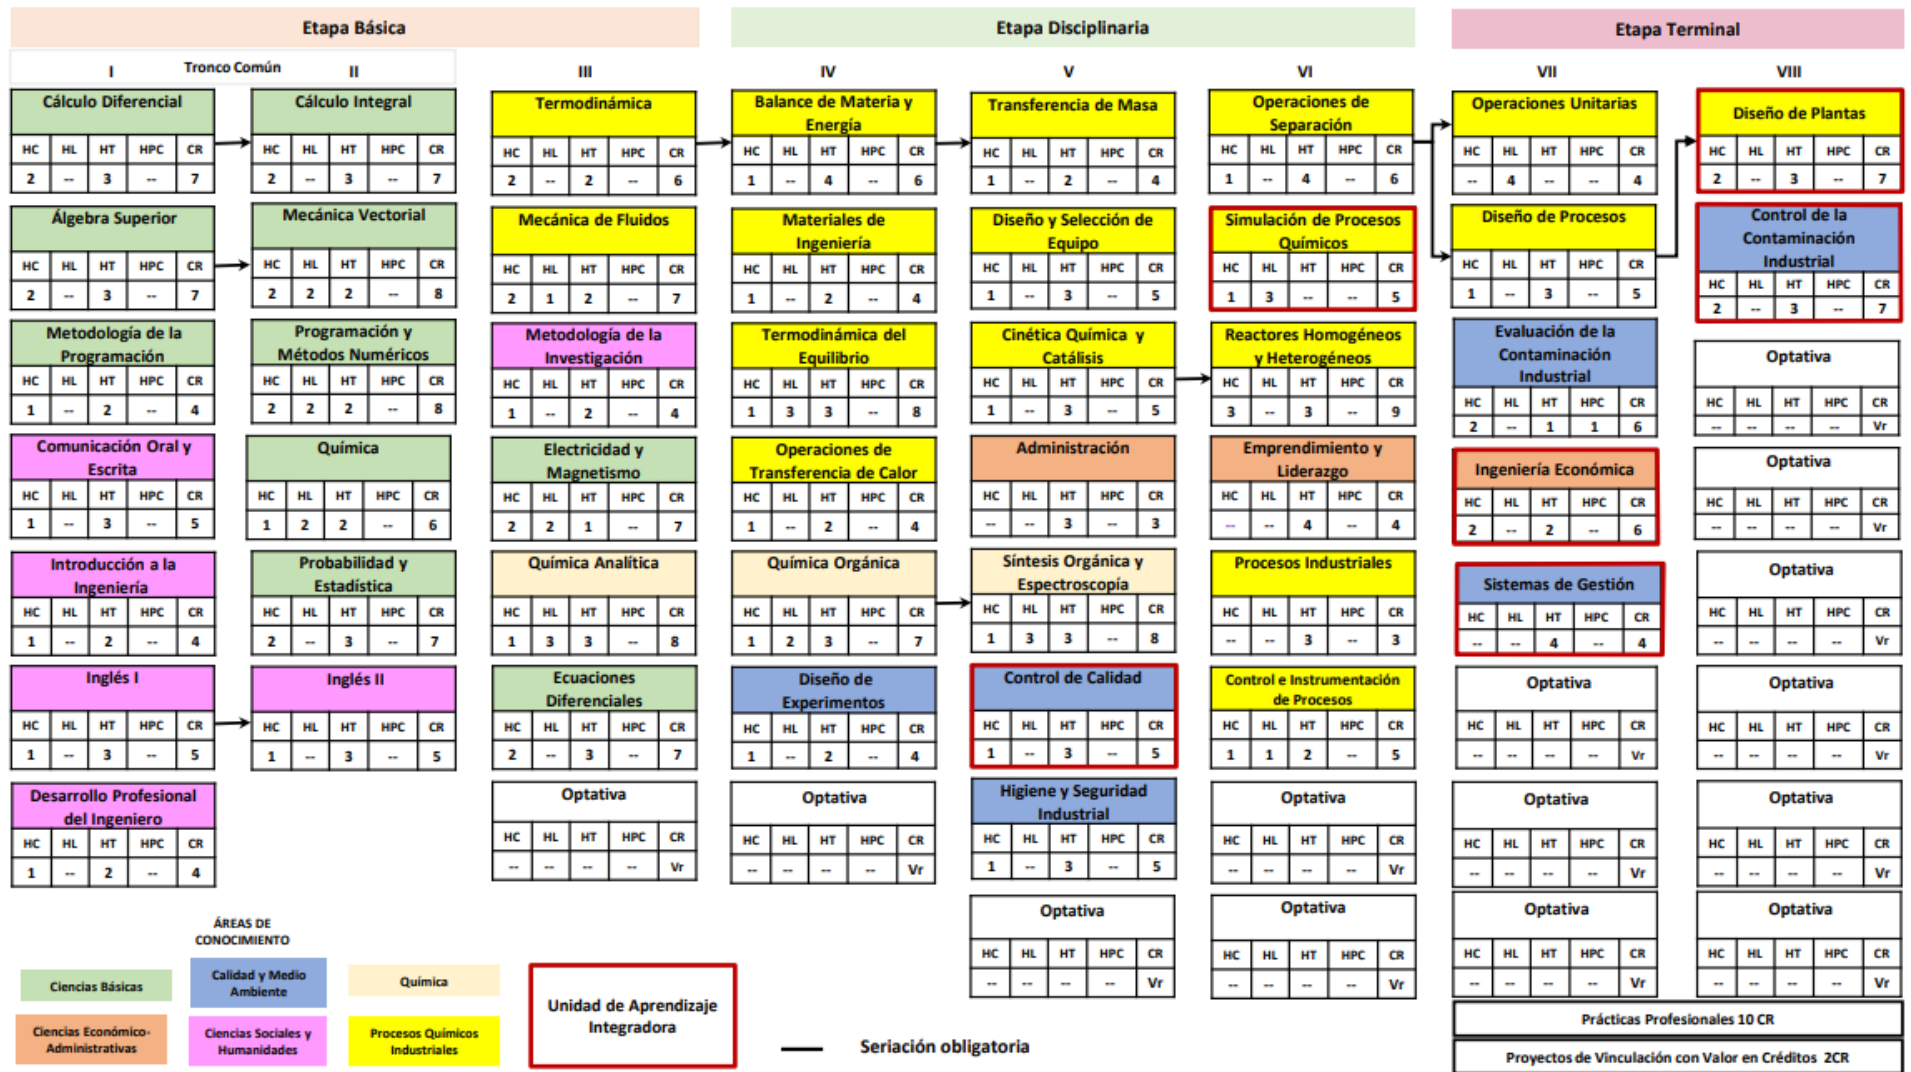 Etapa Básica
Etapa Disciplinaria
Etapa Terminal
Tronco Común
I
II
III
IV
V
VI
VII
VIII
Cálculo Diferencial
HC HL HT HPC CR
2 -- 3 -- 7
Álgebra Superior
HC HL HT HPC CR
2 -- 3 -- 7
Metodología de la
Programación
HC HL HT HPC CR
1 -- 2 -- 4
Comunicación Oral y
Escrita
HC HL HT HPC CR
1 -- 3 -- 5
Introducción a la
Ingeniería
HC HL HT HPC CR
1 -- 2 -- 4
Inglés I
HC HL HT HPC CR
1 -- 3 -- 5
Desarrollo Profesional
del Ingeniero
HC HL HT HPC CR
1 -- 2 -- 4
Cálculo Integral
HC HL HT HPC CR
2 -- 3 -- 7
Mecánica Vectorial
HC HL HT HPC CR
2 2 2 -- 8
Programación y
Métodos Numéricos
HC HL HT HPC CR
2 2 2 -- 8
Química
HC HL HT HPC CR
1 2 2 -- 6
Probabilidad y
Estadística
HC HL HT HPC CR
2 -- 3 -- 7
Inglés II
HC HL HT HPC CR
1 -- 3 -- 5
Termodinámica
HC HL HT HPC CR
2 -- 2 -- 6
Mecánica de Fluidos
HC HL HT HPC CR
2 1 2 -- 7
Metodología de la
Investigación
HC HL HT HPC CR
1 -- 2 -- 4
Electricidad y
Magnetismo
HC HL HT HPC CR
2 2 1 -- 7
Química Analítica
HC HL HT HPC CR
1 3 3 -- 8
Ecuaciones
Diferenciales
HC HL HT HPC CR
2 -- 3 -- 7
Optativa
HC HL HT HPC CR
-- -- -- -- Vr
Balance de Materia y
Energía
HC HL HT HPC CR
1 -- 4 -- 6
Materiales de
Ingeniería
HC HL HT HPC CR
1 -- 2 -- 4
Termodinámica del
Equilibrio
HC HL HT HPC CR
1 3 3 -- 8
Operaciones de
Transferencia de Calor
HC HL HT HPC CR
1 -- 2 -- 4
Química Orgánica
HC HL HT HPC CR
1 2 3 -- 7
Diseño de
Experimentos
HC HL HT HPC CR
1 -- 2 -- 4
Optativa
HC HL HT HPC CR
-- -- -- -- Vr
Transferencia de Masa
HC HL HT HPC CR
1 -- 2 -- 4
Diseño y Selección de
Equipo
HC HL HT HPC CR
1 -- 3 -- 5
Cinética Química y
Catálisis
HC HL HT HPC CR
1 -- 3 -- 5
Administración
HC HL HT HPC CR
-- -- 3 -- 3
Síntesis Orgánica y
Espectroscopía
HC HL HT HPC CR
1 3 3 -- 8
Control de Calidad
HC HL HT HPC CR
1 -- 3 -- 5
Higiene y Seguridad
Industrial
HC HL HT HPC CR
1 -- 3 -- 5
Optativa
HC HL HT HPC CR
-- -- -- -- Vr
Operaciones de
Separación
HC HL HT HPC CR
1 -- 4 -- 6
Simulación de Procesos
Químicos
HC HL HT HPC CR
1 3 -- -- 5
Reactores Homogéneos
y Heterogéneos
HC HL HT HPC CR
3 -- 3 -- 9
Emprendimiento y
Liderazgo
HC HL HT HPC CR
-- -- 4 -- 4
Procesos Industriales
HC HL HT HPC CR
-- -- 3 -- 3
Control e Instrumentación
de Procesos
HC HL HT HPC CR
1 1 2 -- 5
Optativa
HC HL HT HPC CR
-- -- -- -- Vr
Optativa
HC HL HT HPC CR
-- -- -- -- Vr
Operaciones Unitarias
HC HL HT HPC CR
-- 4 -- -- 4
Diseño de Procesos
HC HL HT HPC CR
1 -- 3 -- 5
Evaluación de la
Contaminación
Industrial
HC HL HT HPC CR
2 -- 1 1 6
Ingeniería Económica
HC HL HT HPC CR
2 -- 2 -- 6
Sistemas de Gestión
HC HL HT HPC CR
-- -- 4 -- 4
Optativa
HC HL HT HPC CR
-- -- -- -- Vr
Optativa
HC HL HT HPC CR
-- -- -- -- Vr
Optativa
HC HL HT HPC CR
-- -- -- -- Vr
Diseño de Plantas
HC HL HT HPC CR
2 -- 3 -- 7
Control de la
Contaminación
Industrial
HC HL HT HPC CR
2 -- 3 -- 7
Optativa
HC HL HT HPC CR
-- -- -- -- Vr
Optativa
HC HL HT HPC CR
-- -- -- -- Vr
Optativa
HC HL HT HPC CR
-- -- -- -- Vr
Optativa
HC HL HT HPC CR
-- -- -- -- Vr
Optativa
HC HL HT HPC CR
-- -- -- -- Vr
Optativa
HC HL HT HPC CR
-- -- -- -- Vr
Prácticas Profesionales 10 CR
Proyectos de Vinculación con Valor en Créditos 2CR
ÁREAS DE
CONOCIMIENTO
Ciencias Básicas
Calidad y Medio
Ambiente
Química
Ciencias Económico-
Administrativas
Ciencias Sociales y
Humanidades
Procesos Químicos
Industriales
Unidad de Aprendizaje
Integradora
Seriación obligatoria